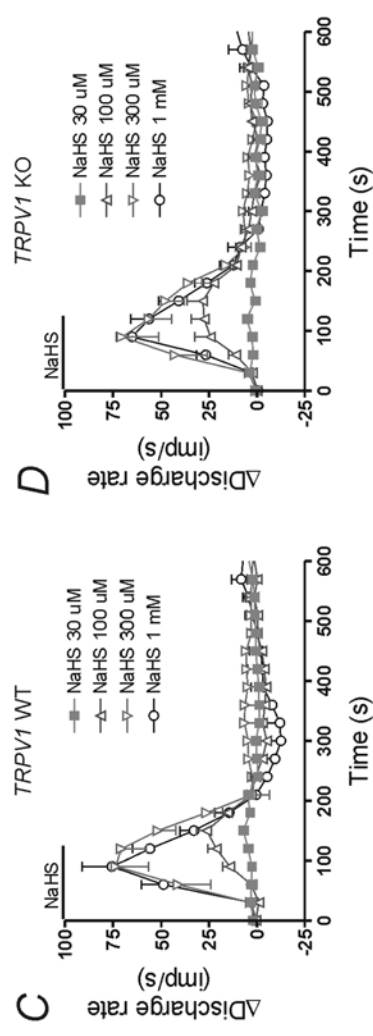 C
TRPV1 WT
NaHS
NaHS 30 uM
NaHS 100 uM
NaHS 300 uM
NaHS 1 mM
ΔDischarge rate
(imp/s)
100
75
50
25
0
-25
0 100 200 300 400 500 600
Time (s)
D
TRPV1 KO
NaHS
NaHS 30 uM
NaHS 100 uM
NaHS 300 uM
NaHS 1 mM
ΔDischarge rate
(imp/s)
100
75
50
25
0
-25
0 100 200 300 400 500 600
Time (s)